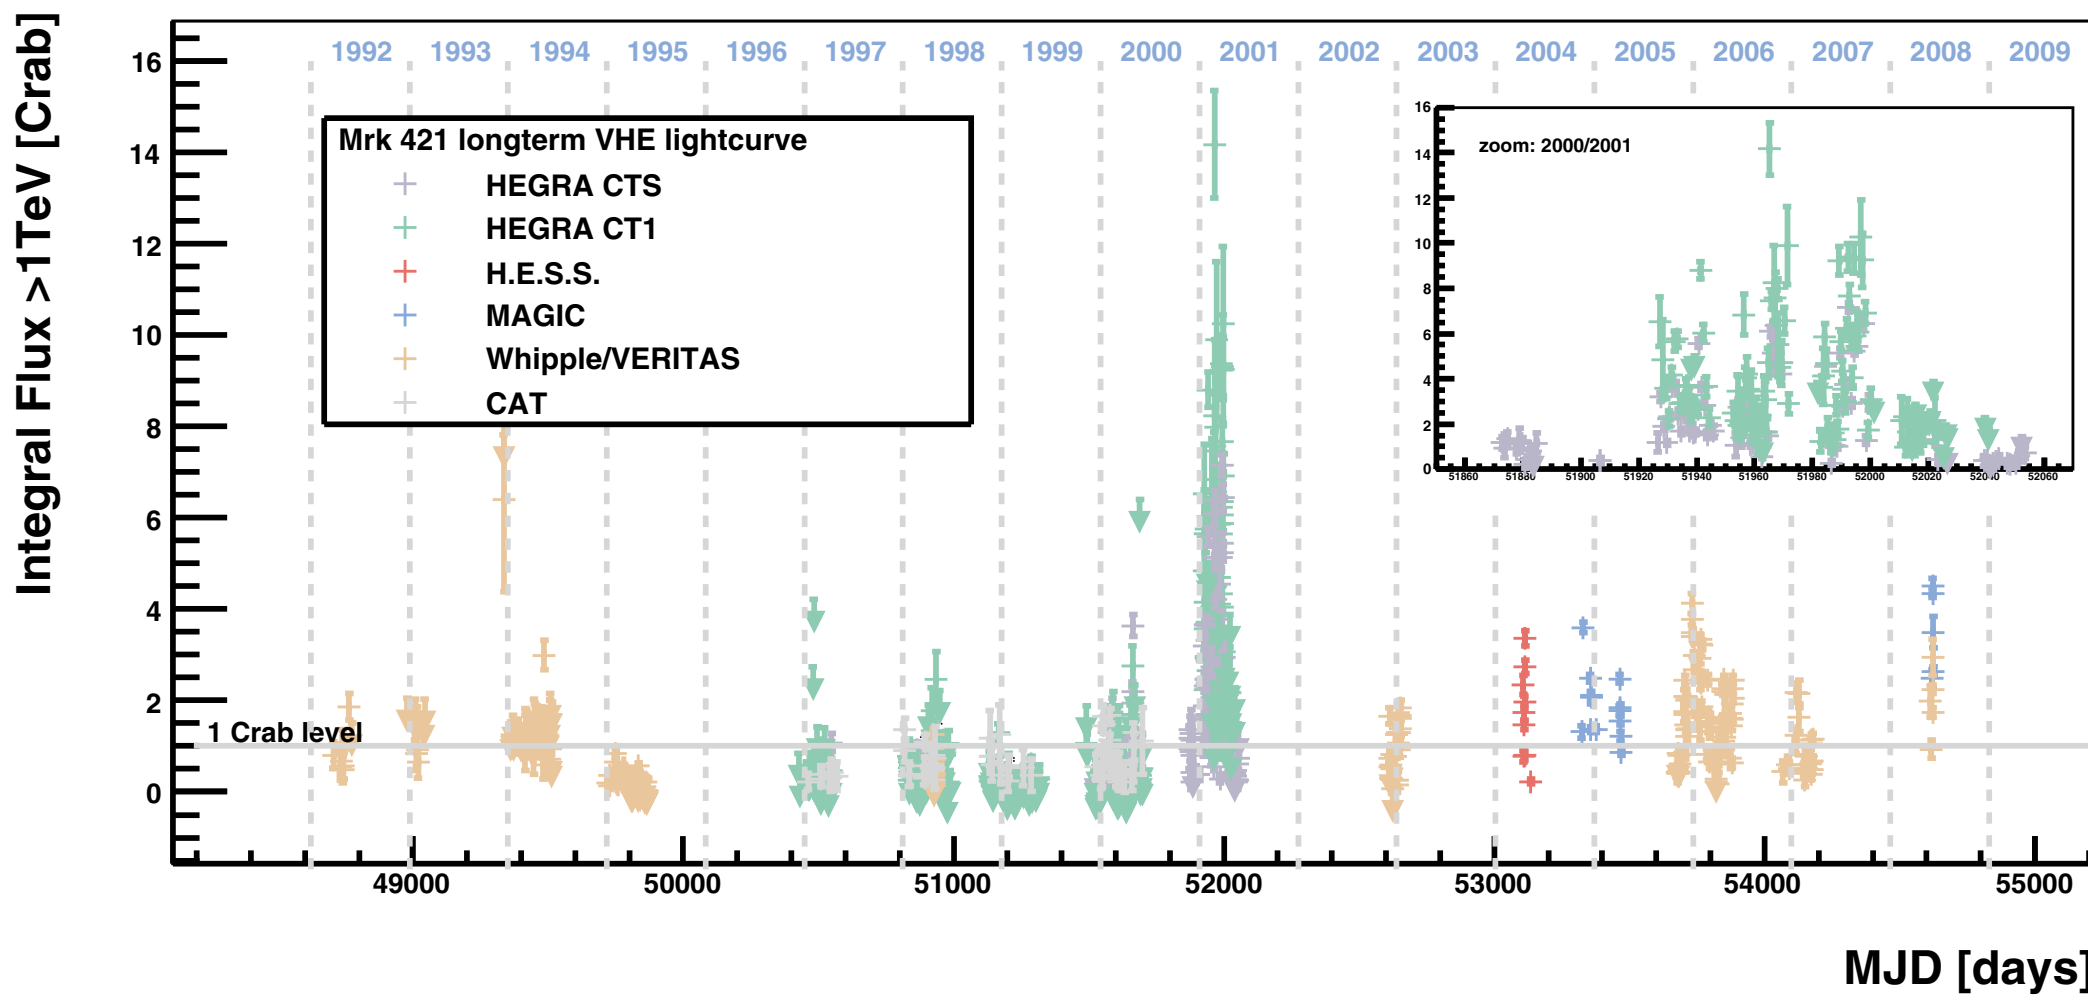 Integral Flux >1TeV [Crab]
16
14
12
10
8
6
4
2
0
1992 1993 1994 1995 1996 1997 1998 1999 2000 2001 2002 2003 2004 2005 2006 2007 2008 2009
Mrk 421 longterm VHE lightcurve
HEGRA CTS
HEGRA CT1
H.E.S.S.
MAGIC
Whipple/VERITAS
CAT
1 Crab level
zoom: 2000/2001
16
14
12
10
8
6
4
2
0
51860 51880 51900 51920 51940 51960 51980 52000 52020 52040 52060
49000 50000 51000 52000 53000 54000 55000
MJD [days]